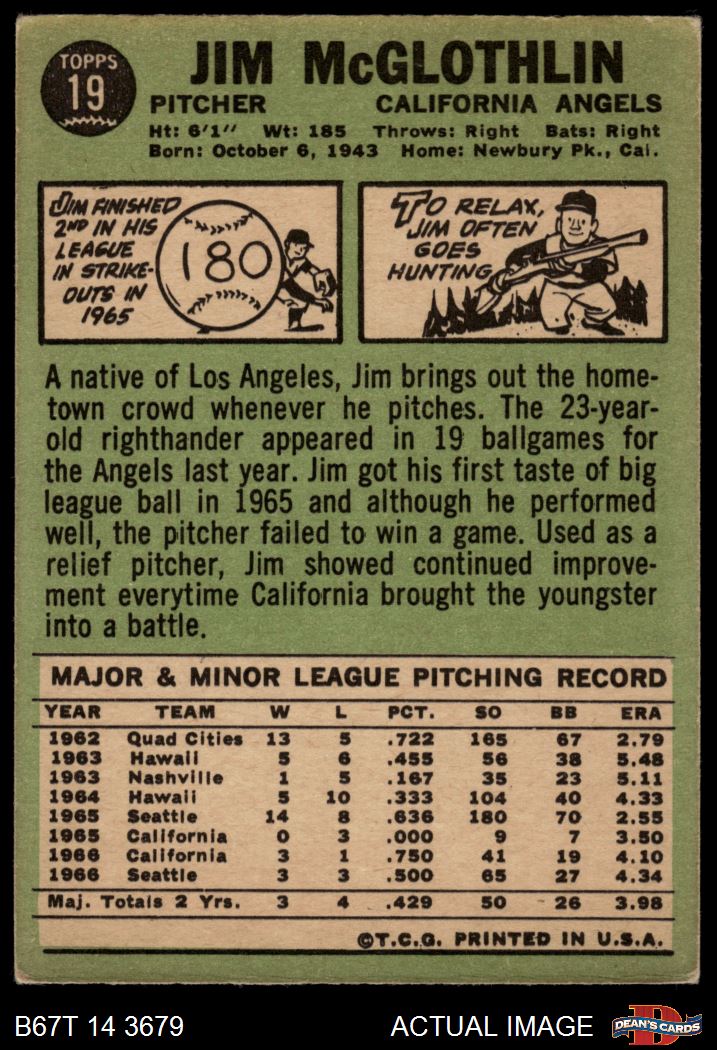 TOPPS
19
JIM McGLOTHLIN
PITCHER CALIFORNIA ANGELS
Ht: 6'1" Wt: 185 Throws: Right Bats: Right
Born: October 6, 1943 Home: Newbury Pk., Cal.
JIM FINISHED
2ND IN HIS
LEAGUE
IN STRIKE-
OUTS IN
1965
180
TO RELAX,
JIM OFTEN
GOES
HUNTING
A native of Los Angeles, Jim brings out the home-
town crowd whenever he pitches. The 23-year-
old righthander appeared in 19 ballgames for
the Angels last year. Jim got his first taste of big
league ball in 1965 and although he performed
well, the pitcher failed to win a game. Used as a
relief pitcher, Jim showed continued improve-
ment everytime California brought the youngster
into a battle.
MAJOR & MINOR LEAGUE PITCHING RECORD
YEAR TEAM W L PCT. SO BB ERA
1962 Quad Cities 13 5 .722 165 67 2.79
1963 Hawaii 5 6 .455 56 38 5.48
1963 Nashville 1 5 .167 35 23 5.11
1964 Hawaii 5 10 .333 104 40 4.33
1965 Seattle 14 8 .636 180 70 2.55
1965 California 0 3 .000 9 7 3.50
1966 California 3 1 .750 41 19 4.10
1966 Seattle 3 3 .500 65 27 4.34
Maj. Totals 2 Yrs. 3 4 .429 50 26 3.98
©T.C.G. PRINTED IN U.S.A.
B67T 14 3679 ACTUAL IMAGE
D
DEAN'S CARDS